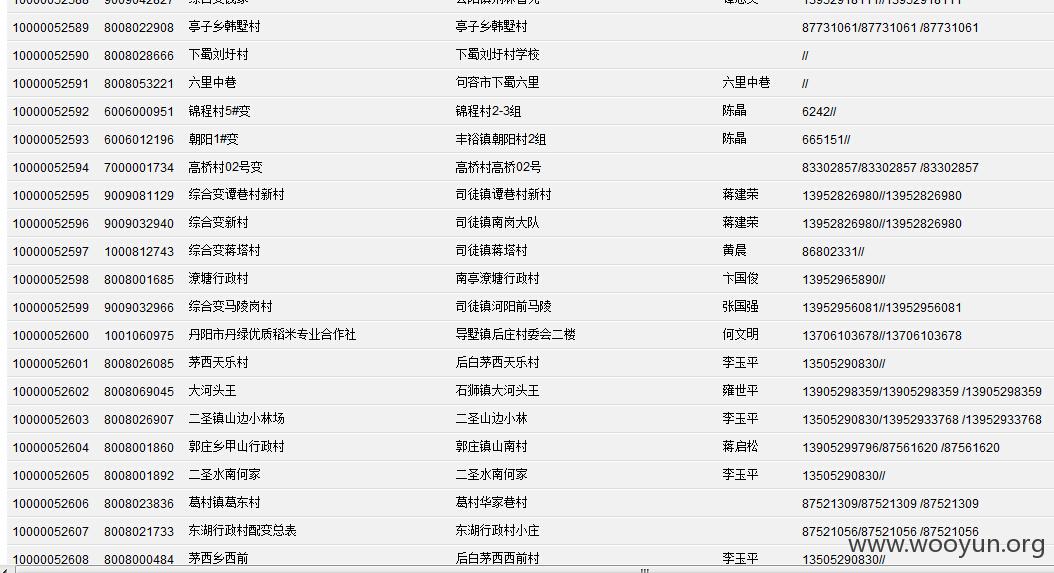 10000052589 8008022908 亭子乡韩墅村 亭子乡韩墅村 87731061/87731061 /87731061
10000052590 8008028666 下蜀刘圩村 下蜀刘圩村学校 //
10000052591 8008053221 六里中巷 句容市下蜀六里 六里中巷 //
10000052592 6006000951 锦程村5#变 锦程村2-3组 陈晶 6242//
10000052593 6006012196 朝阳1#变 丰裕镇朝阳村2组 陈晶 665151//
10000052594 7000001734 高桥村02号变 高桥村高桥02号 83302857/83302857 /83302857
10000052595 9009081129 综合变谭巷村新村 司徒镇谭巷村新村 蒋建荣 13952826980//13952826980
10000052596 9009032940 综合变新村 司徒镇南岗大队 蒋建荣 13952826980//13952826980
10000052597 1000812743 综合变蒋塔村 司徒镇蒋塔村 黄晨 86802331//
10000052598 8008001685 潦塘行政村 南亭潦塘行政村 卞国俊 13952965890//
10000052599 9009032966 综合变马陵岗村 司徒镇河阳前马陵 张国强 13952956081//13952956081
10000052600 1001060975 丹阳市丹绿优质稻米专业合作社 导墅镇后庄村委会二楼 何文明 13706103678//13706103678
10000052601 8008026085 茅西天乐村 后白茅西天乐村 李玉平 13505290830//
10000052602 8008069045 大河头王 石狮镇大河头王 雍世平 13905298359/13905298359 /13905298359
10000052603 8008026907 二圣镇山边小林场 二圣山边小林 李玉平 13505290830/13952933768 /13952933768
10000052604 8008001860 郭庄乡甲山行政村 郭庄镇山南村 蒋启松 13905299796/87561620 /87561620
10000052605 8008001892 二圣水南何家 二圣水南何家 李玉平 13505290830//
10000052606 8008023836 葛村镇葛东村 葛村华家巷村 87521309/87521309 /87521309
10000052607 8008021733 东湖行政村配变总表 东湖行政村小庄 87521056/87521056 /87521056
10000052608 8008000484 茅西乡西前 后白茅西西前村 李玉平 13505290830//
www.wooyun.org